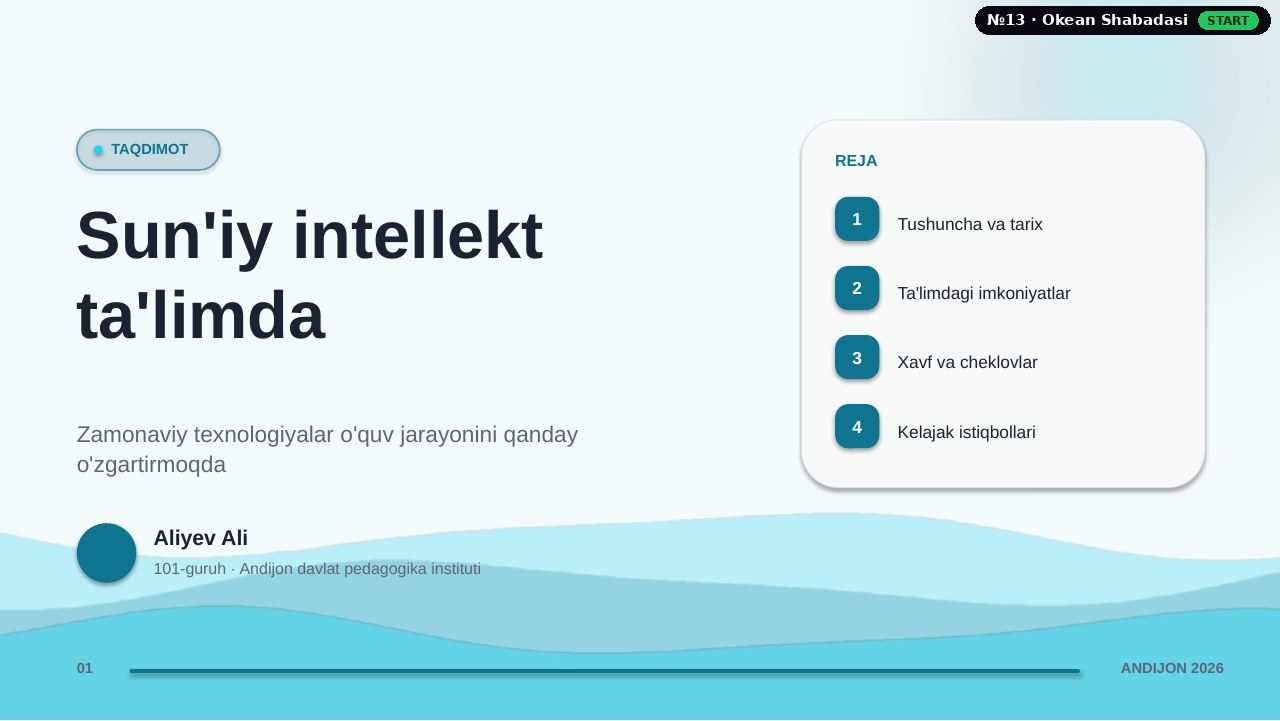 №13 · Okean Shabadasi START
TAQDIMOT
Sun'iy intellekt
ta'limda
Zamonaviy texnologiyalar o'quv jarayonini qanday
o'zgartirmoqda
Aliyev Ali
101-guruh · Andijon davlat pedagogika instituti
REJA
1 Tushuncha va tarix
2 Ta'limdagi imkoniyatlar
3 Xavf va cheklovlar
4 Kelajak istiqbollari
01
ANDIJON 2026